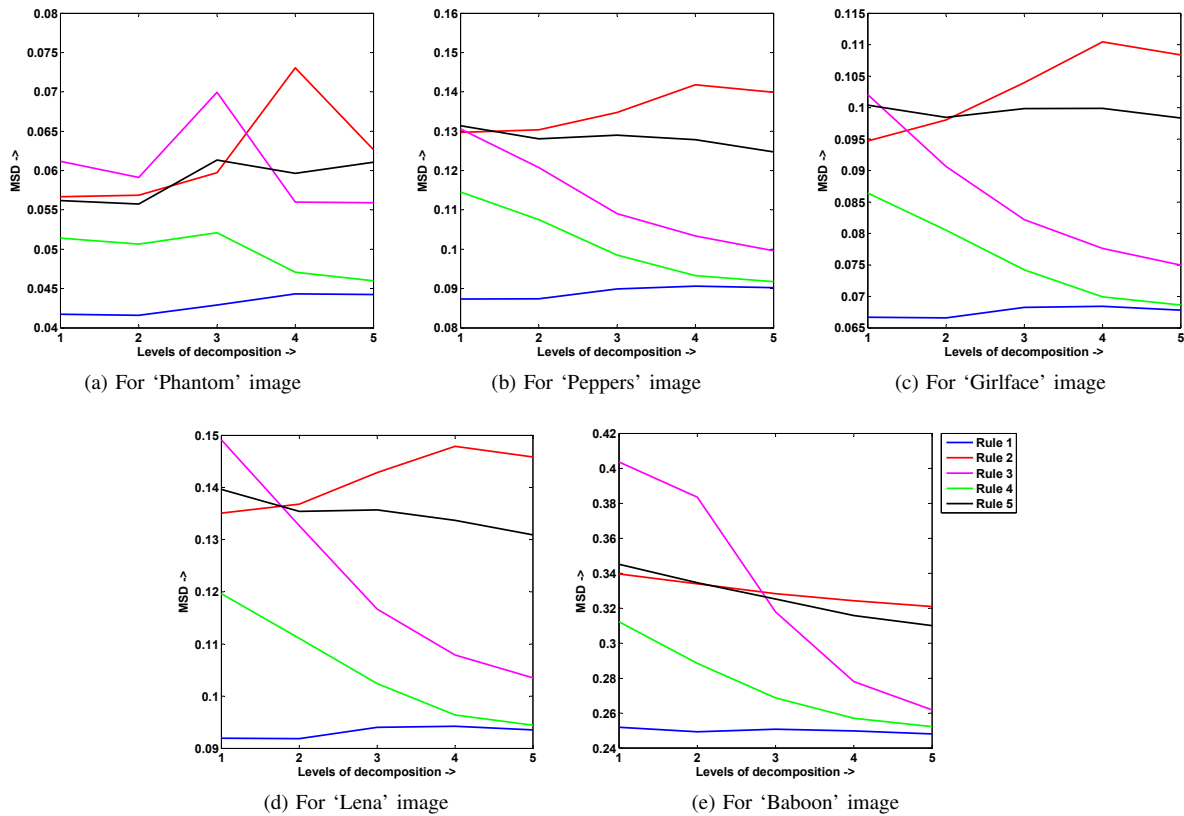 0.08
0.075
0.07
0.065
0.06
0.055
0.05
0.045
0.04
MSD ->
1 2 3 4 5
Levels of decomposition ->
(a) For ‘Phantom’ image
0.16
0.15
0.14
0.13
0.12
0.11
0.1
0.09
0.08
MSD ->
1 2 3 4 5
Levels of decomposition ->
(b) For ‘Peppers’ image
0.115
0.11
0.105
0.1
0.095
0.09
0.085
0.08
0.075
0.07
0.065
MSD ->
1 2 3 4 5
Levels of decomposition ->
(c) For ‘Girlface’ image
0.15
0.14
0.13
0.12
0.11
0.1
0.09
MSD ->
1 2 3 4 5
Levels of decomposition ->
(d) For ‘Lena’ image
0.42
0.4
0.38
0.36
0.34
0.32
0.3
0.28
0.26
0.24
MSD ->
1 2 3 4 5
Levels of decomposition ->
(e) For ‘Baboon’ image
Rule 1
Rule 2
Rule 3
Rule 4
Rule 5